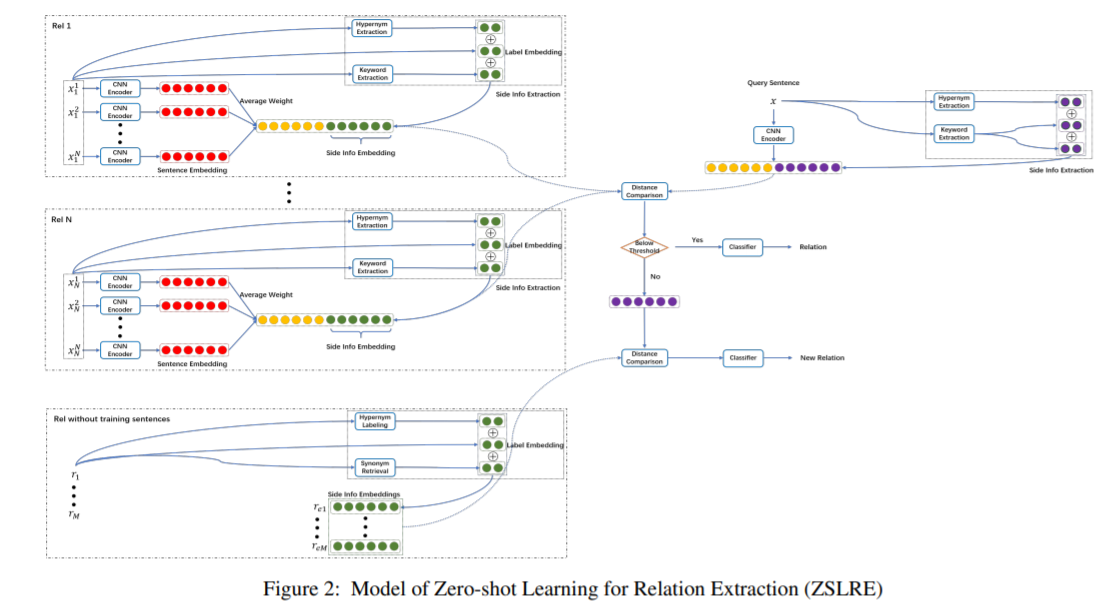 Rel 1
Hypernym
Extraction
Label Embedding
Keyword
Extraction
Side Info Extraction
x_1^1
CNN
Encoder
x_1^2
CNN
Encoder
x_1^N
CNN
Encoder
Average Weight
Side Info Embedding
Sentence Embedding
Rel N
Hypernym
Extraction
Label Embedding
Keyword
Extraction
Side Info Extraction
x_N^1
CNN
Encoder
x_N^2
CNN
Encoder
x_N^N
CNN
Encoder
Average Weight
Side Info Embedding
Sentence Embedding
Rel without training sentences
Hypernym
Labeling
Label Embedding
Synonym
Retrieval
r_1
r_M
Side Info Embeddings
r_{e1}
r_{eM}
Query Sentence
x
CNN
Encoder
Hypernym
Extraction
Keyword
Extraction
Side Info Extraction
Distance
Comparison
Below
Threshold
Yes
Classifier
Relation
No
Distance
Comparison
Classifier
New Relation
Figure 2: Model of Zero-shot Learning for Relation Extraction (ZSLRE)